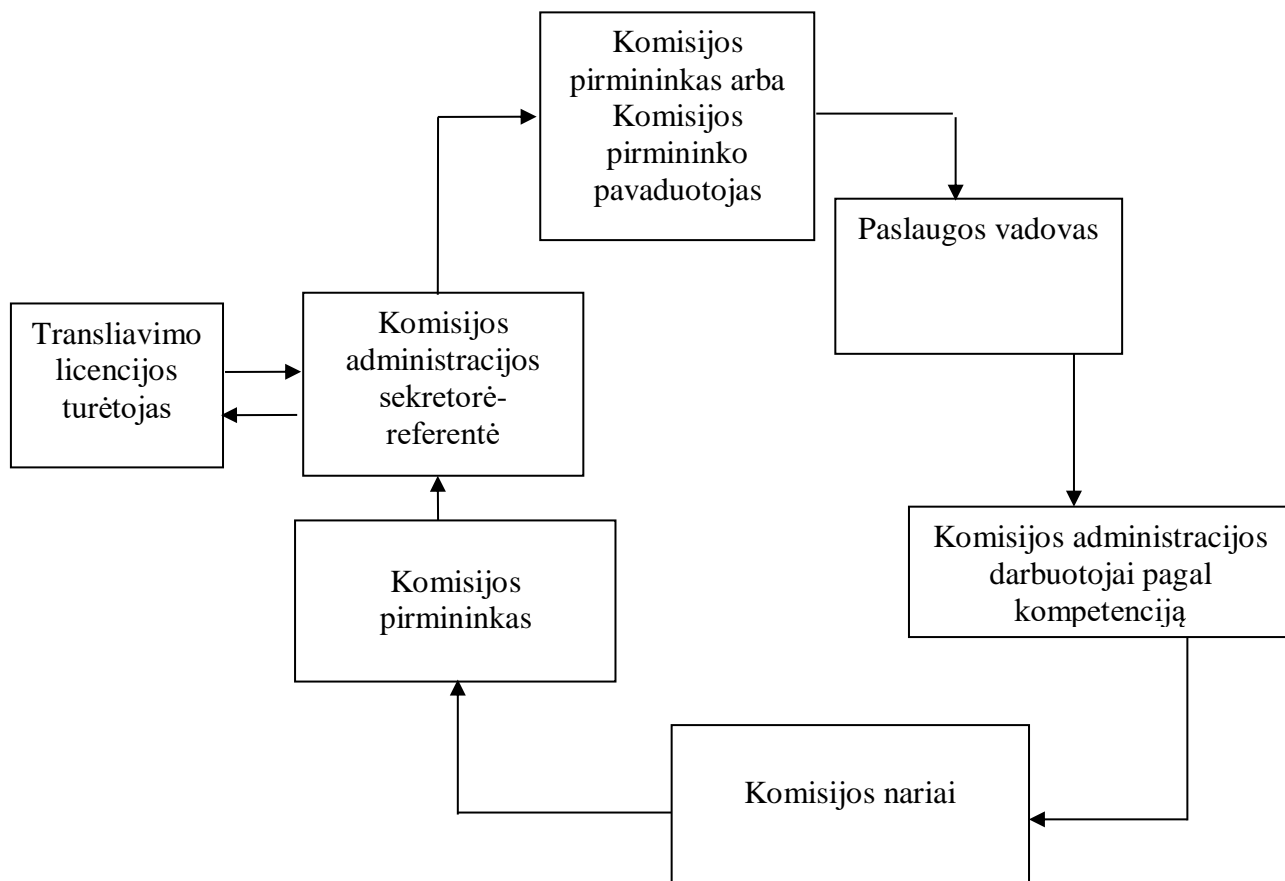 Komisijos
pirmininkas arba
Komisijos
pirmininko
pavaduotojas
Paslaugos vadovas
Transliavimo
licencijos
turėtojas
Komisijos
administracijos
sekretorė-
referentė
Komisijos administracijos
darbuotojai pagal
kompetenciją
Komisijos
pirmininkas
Komisijos nariai